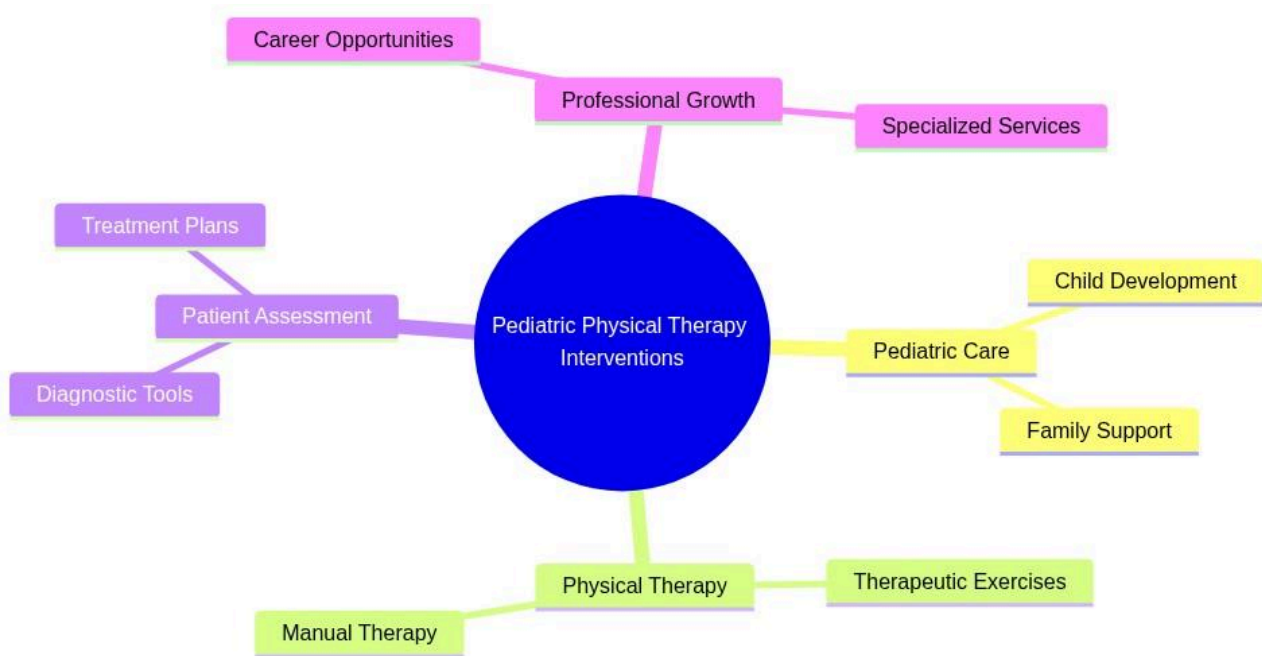 Career Opportunities
Professional Growth
Specialized Services
Treatment Plans
Patient Assessment
Diagnostic Tools
Pediatric Physical Therapy
Interventions
Child Development
Pediatric Care
Family Support
Physical Therapy
Therapeutic Exercises
Manual Therapy